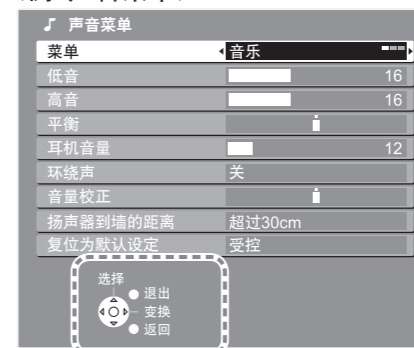 声音菜单
菜单 音乐
低音 16
高音 16
平衡
耳机音量 12
环绕声 关
音量校正
扬声器到墙的距离 超过30cm
复位为默认设定 受控
选择
退出
变换
返回